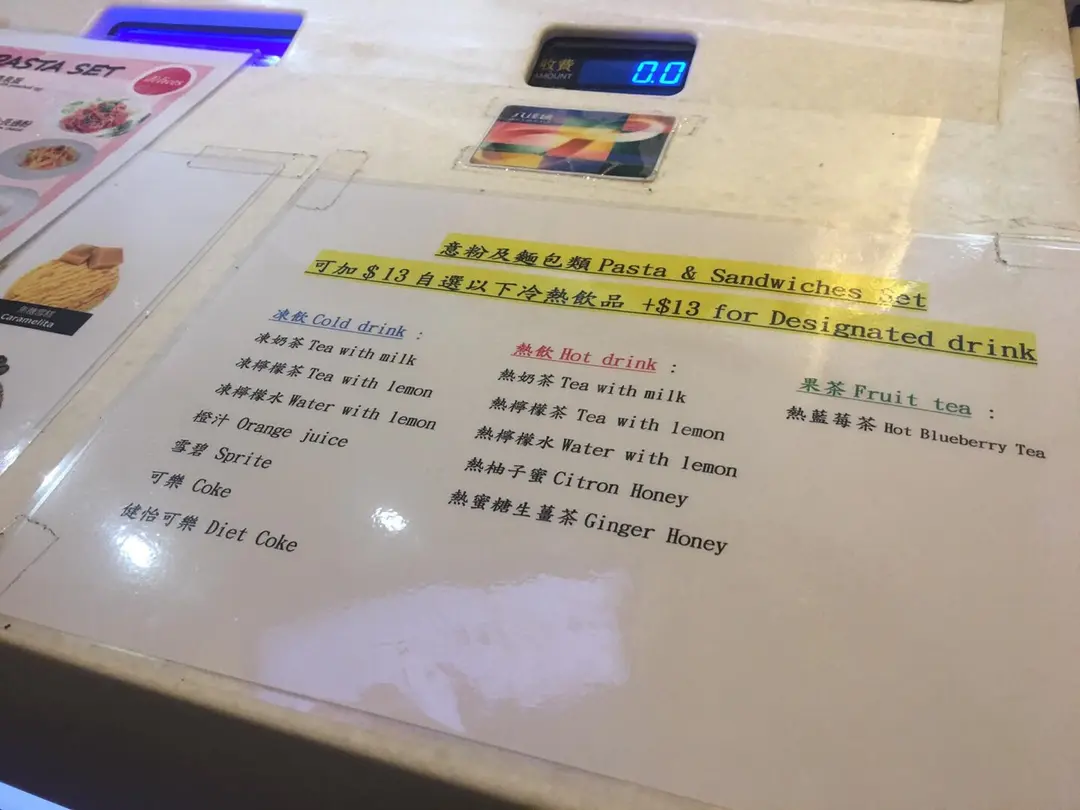 PASTA SET
délices
收費
AMOUNT
0.0
八達通
Caramelita
意粉及麵包類 Pasta & Sandwiches Set
可加$13自選以下冷熱飲品 +$13 for Designated drink
凍飲 Cold drink :
凍奶茶 Tea with milk
凍檸檬茶 Tea with lemon
凍檸檬水 Water with lemon
橙汁 Orange juice
雪碧 Sprite
可樂 Coke
健怡可樂 Diet Coke
熱飲 Hot drink :
熱奶茶 Tea with milk
熱檸檬茶 Tea with lemon
熱檸檬水 Water with lemon
熱柚子蜜 Citron Honey
熱蜜糖生薑茶 Ginger Honey
果茶 Fruit tea :
熱藍莓茶 Hot Blueberry Tea